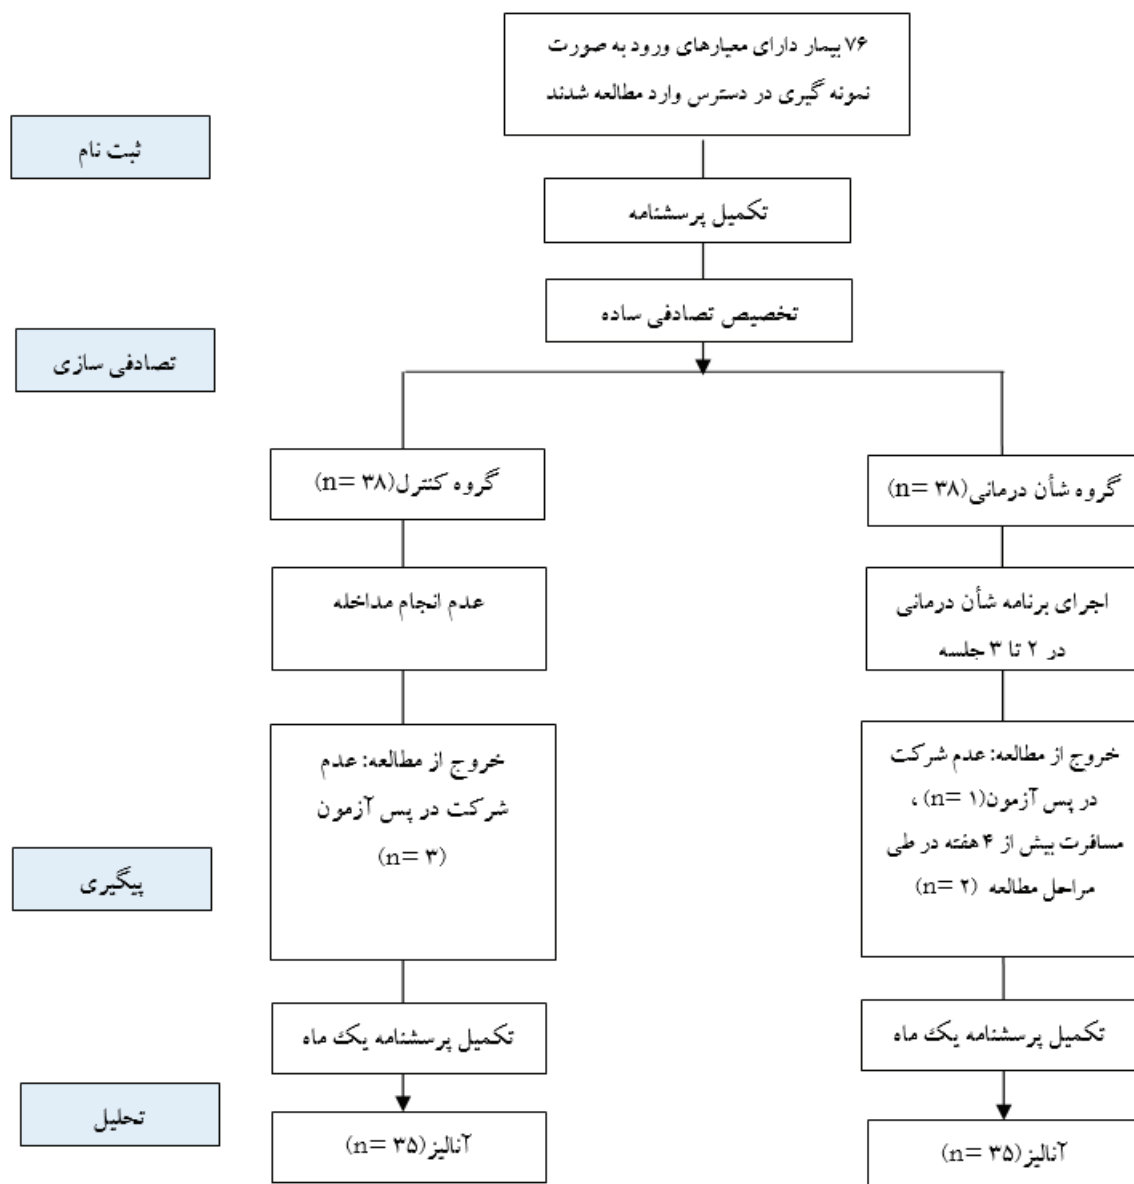 ۷۶ بیمار دارای معیارهای ورود به صورت
نمونه گیری در دسترس وارد مطالعه شدند
ثبت نام
تکمیل پرسشنامه
تخصیص تصادفی ساده
تصادفی سازی
گروه شأن درمانی(n= ۳۸)
گروه کنترل(n= ۳۸)
اجرای برنامه شأن درمانی
در ۲ تا ۳ جلسه
عدم انجام مداخله
خروج از مطالعه: عدم شرکت
در پس آزمون(n= ۱) ،
مسافرت بیش از ۴ هفته در طی
مراحل مطالعه (n= ۲)
خروج از مطالعه: عدم
شرکت در پس آزمون
(n= ۳)
پیگیری
تکمیل پرسشنامه یک ماه
تکمیل پرسشنامه یک ماه
تحلیل
آنالیز(n= ۳۵)
آنالیز(n= ۳۵)